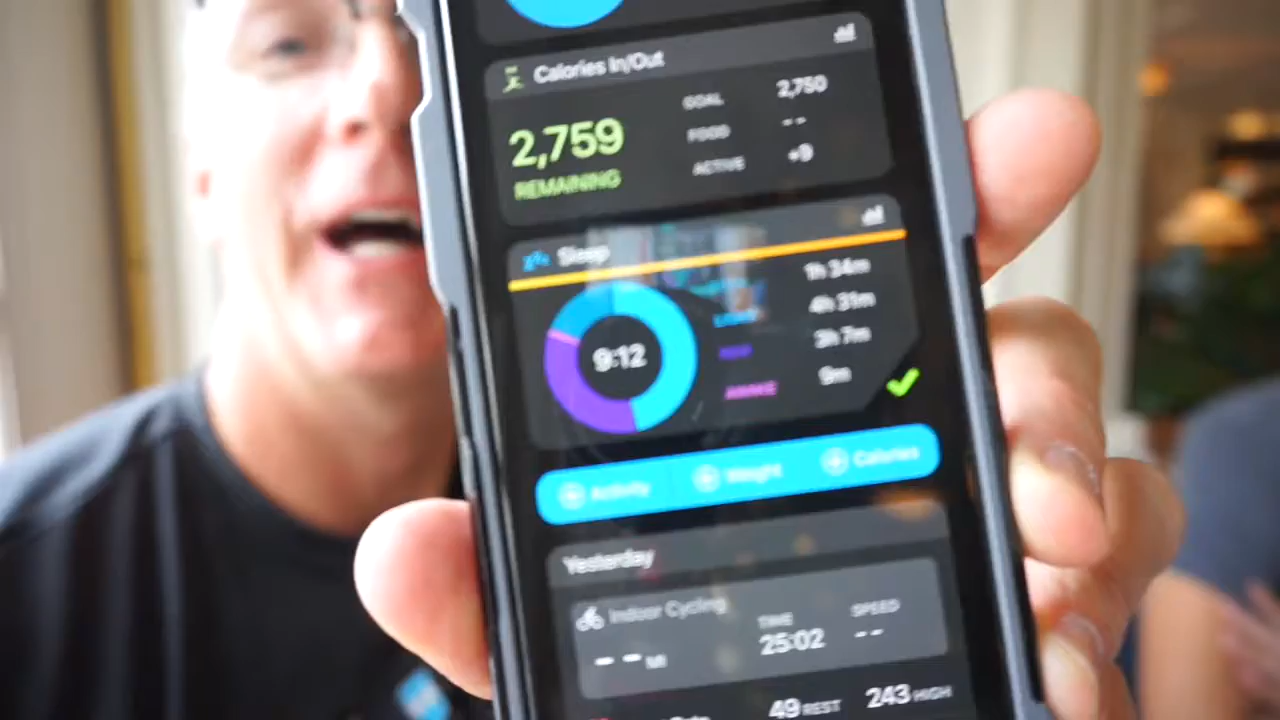 Calories In/Out
2,759
REMAINING
GOAL 2,750
FOOD --
ACTIVE +9
Sleep
9:12
1h 34m
4h 31m
3h 7m
AWAKE 9m
Activity Weight Calories
Yesterday
Indoor Cycling
-- MI
TIME
25:02
SPEED
--
49 REST 243 HIGH